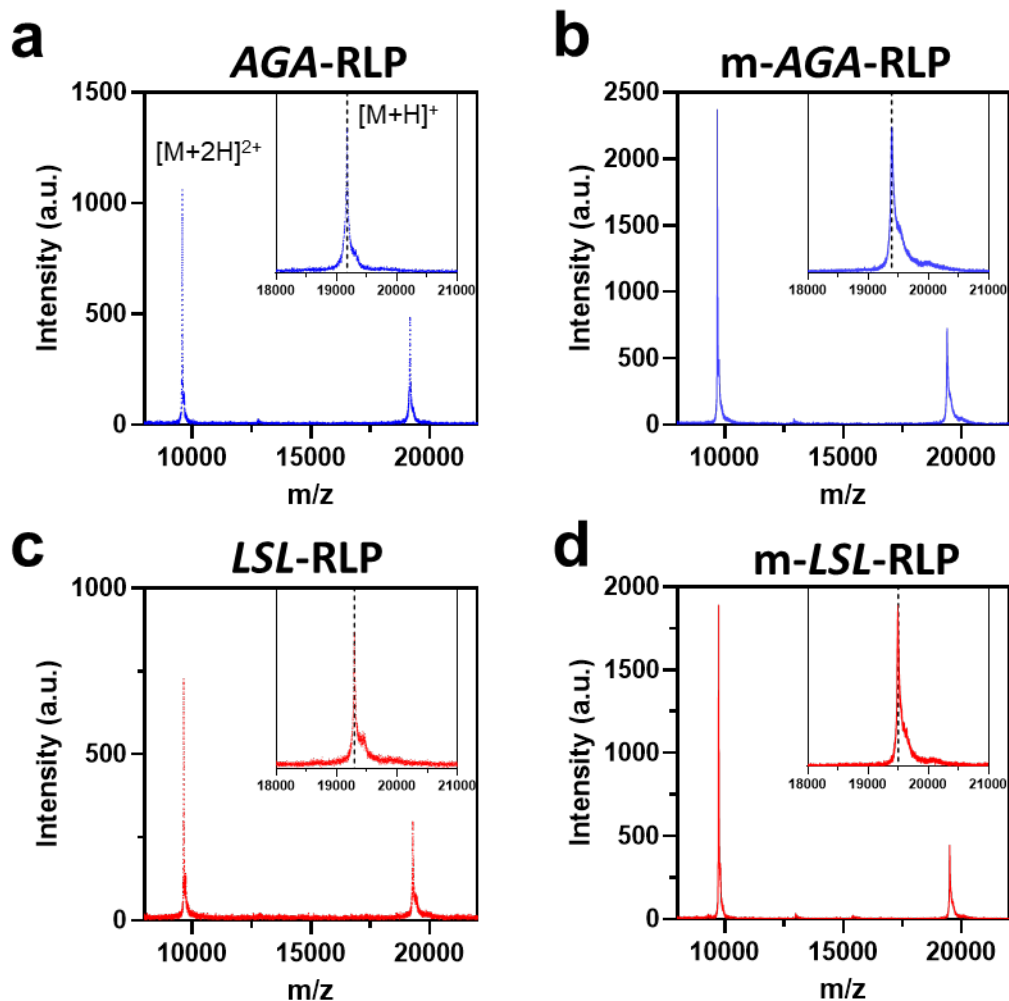 a
AGA-RLP
1500
1000
500
0
Intensity (a.u.)
[M+2H]²⁺
[M+H]⁺
18000 19000 20000 21000
10000 15000 20000
m/z
b
m-AGA-RLP
2500
2000
1500
1000
500
0
Intensity (a.u.)
18000 19000 20000 21000
10000 15000 20000
m/z
c
LSL-RLP
1000
500
0
Intensity (a.u.)
18000 19000 20000 21000
10000 15000 20000
m/z
d
m-LSL-RLP
2000
1500
1000
500
0
Intensity (a.u.)
18000 19000 20000 21000
10000 15000 20000
m/z